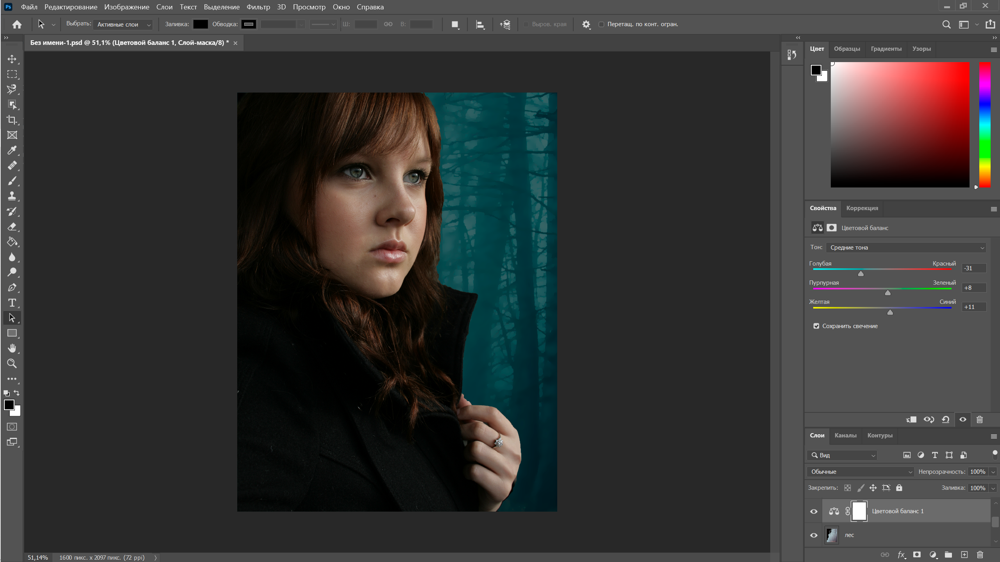 Ps Файл Редактирование Изображение Слои Текст Выделение Фильтр 3D Просмотр Окно Справка
Выбрать: Активные слои Заливка: Обводка: Ш: В: Выров. края Перетащ. по конт. огран.
Без имени-1.psd @ 51,1% (Цветовой баланс 1, Слой-маска/8) *
Цвет Образцы Градиенты Узоры
Свойства Коррекция
Цветовой баланс
Тон: Средние тона
Голубая Красный -31
Пурпурная Зеленый +8
Желтая Синий +11
Сохранить свечение
Слои Каналы Контуры
Вид
Обычные Непрозрачность: 100%
Закрепить: Заливка: 100%
Цветовой баланс 1
лес
51,14% 1600 пикс. x 2097 пикс. (72 ppi)
fx